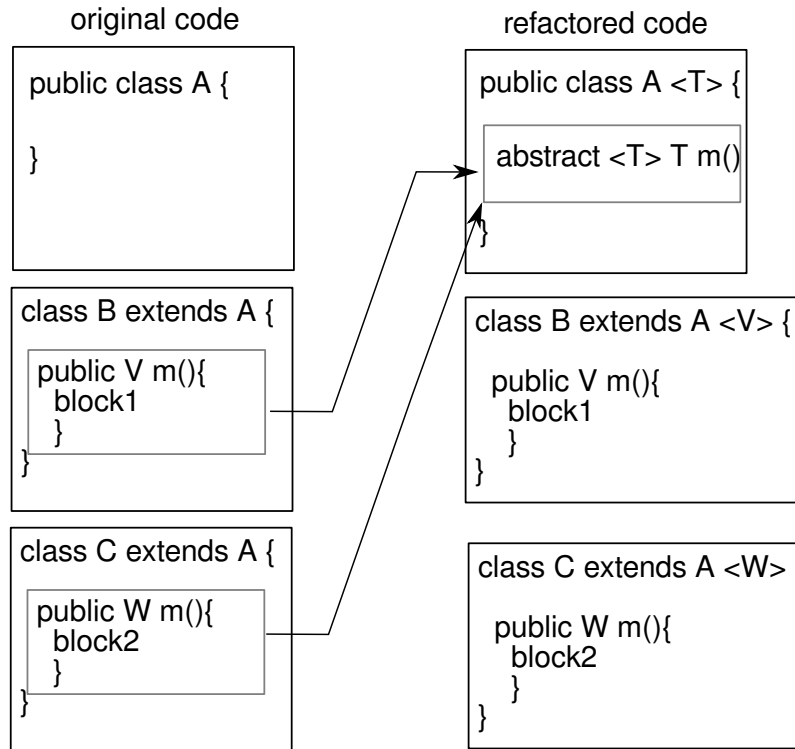 original code
public class A {
}
class B extends A {
public V m(){
block1
}
}
class C extends A {
public W m(){
block2
}
}
refactored code
public class A <T> {
abstract <T> T m()
}
class B extends A <V> {
public V m(){
block1
}
}
class C extends A <W>
public W m(){
block2
}
}